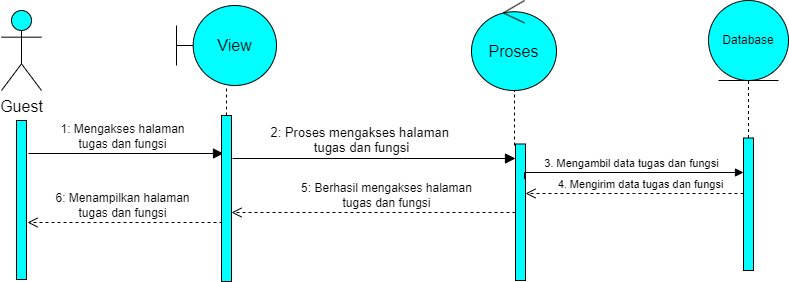 View
Proses
Database
Guest
1: Mengakses halaman
tugas dan fungsi
2: Proses mengakses halaman
tugas dan fungsi
3. Mengambil data tugas dan fungsi
4. Mengirim data tugas dan fungsi
5: Berhasil mengakses halaman
tugas dan fungsi
6: Menampilkan halaman
tugas dan fungsi